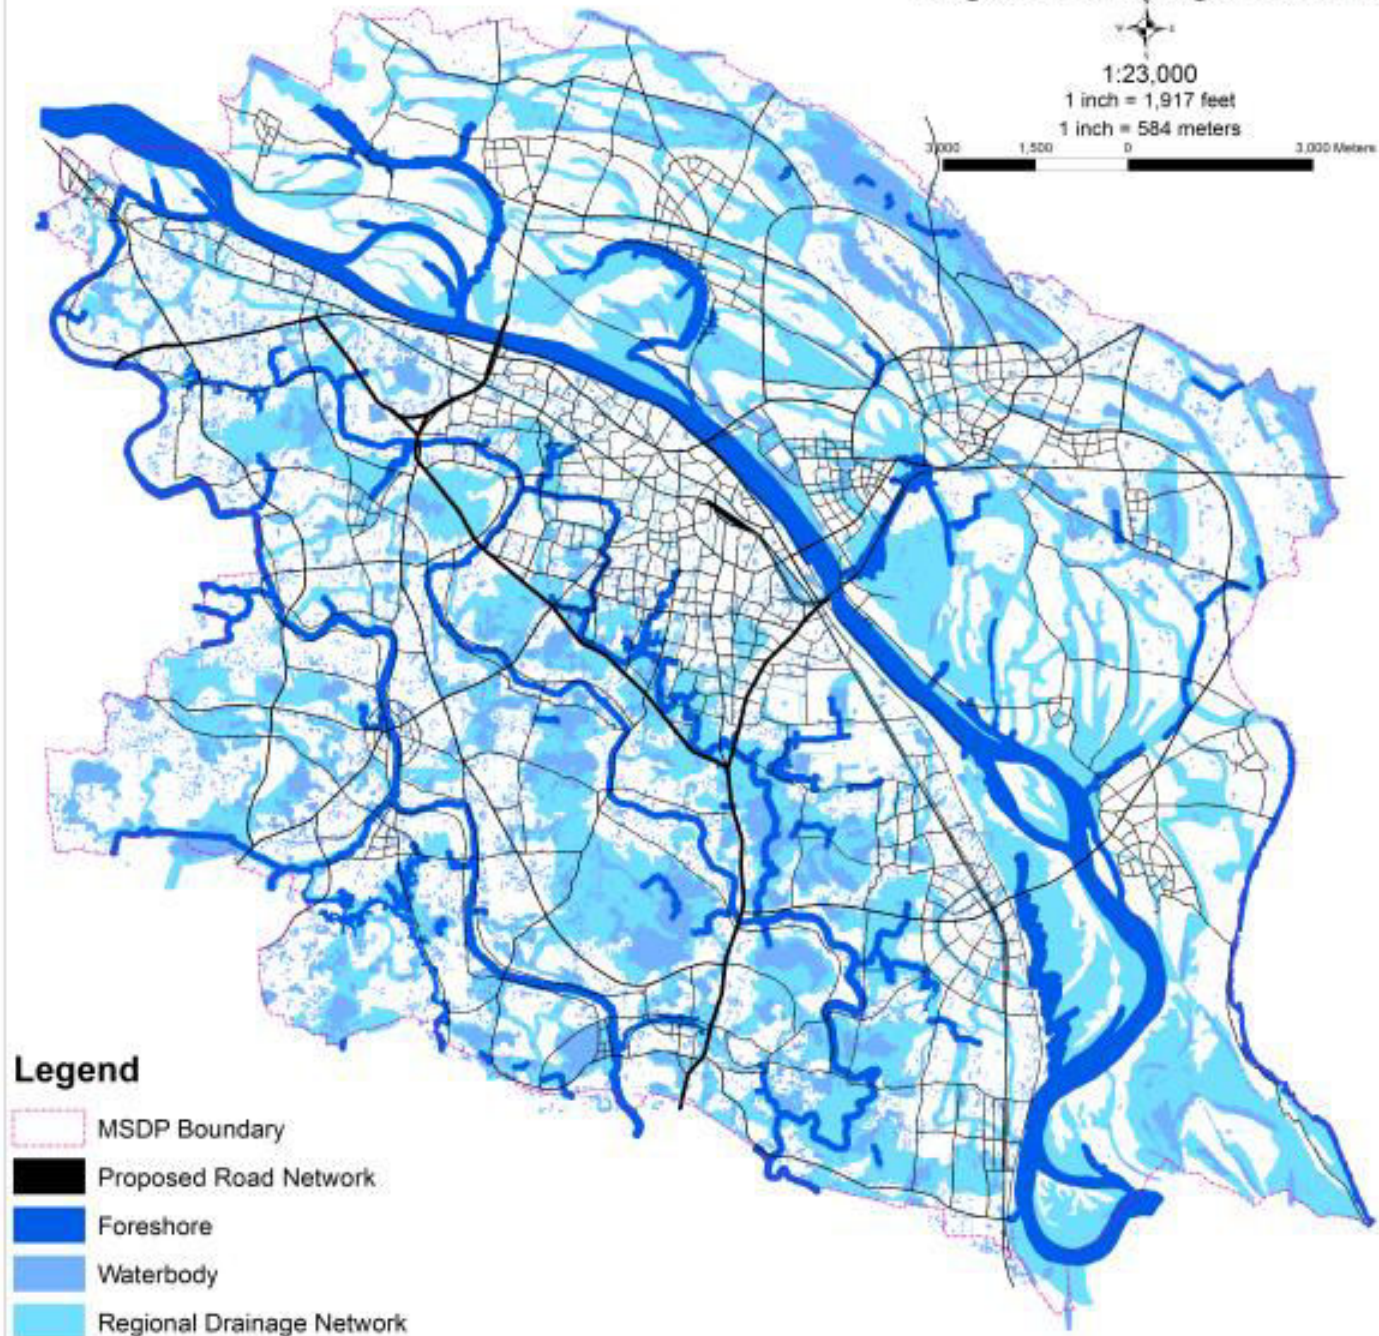 1:23,000
1 inch = 1,917 feet
1 inch = 584 meters
3,000 1,500 0 3,000 Meters
Legend
MSDP Boundary
Proposed Road Network
Foreshore
Waterbody
Regional Drainage Network